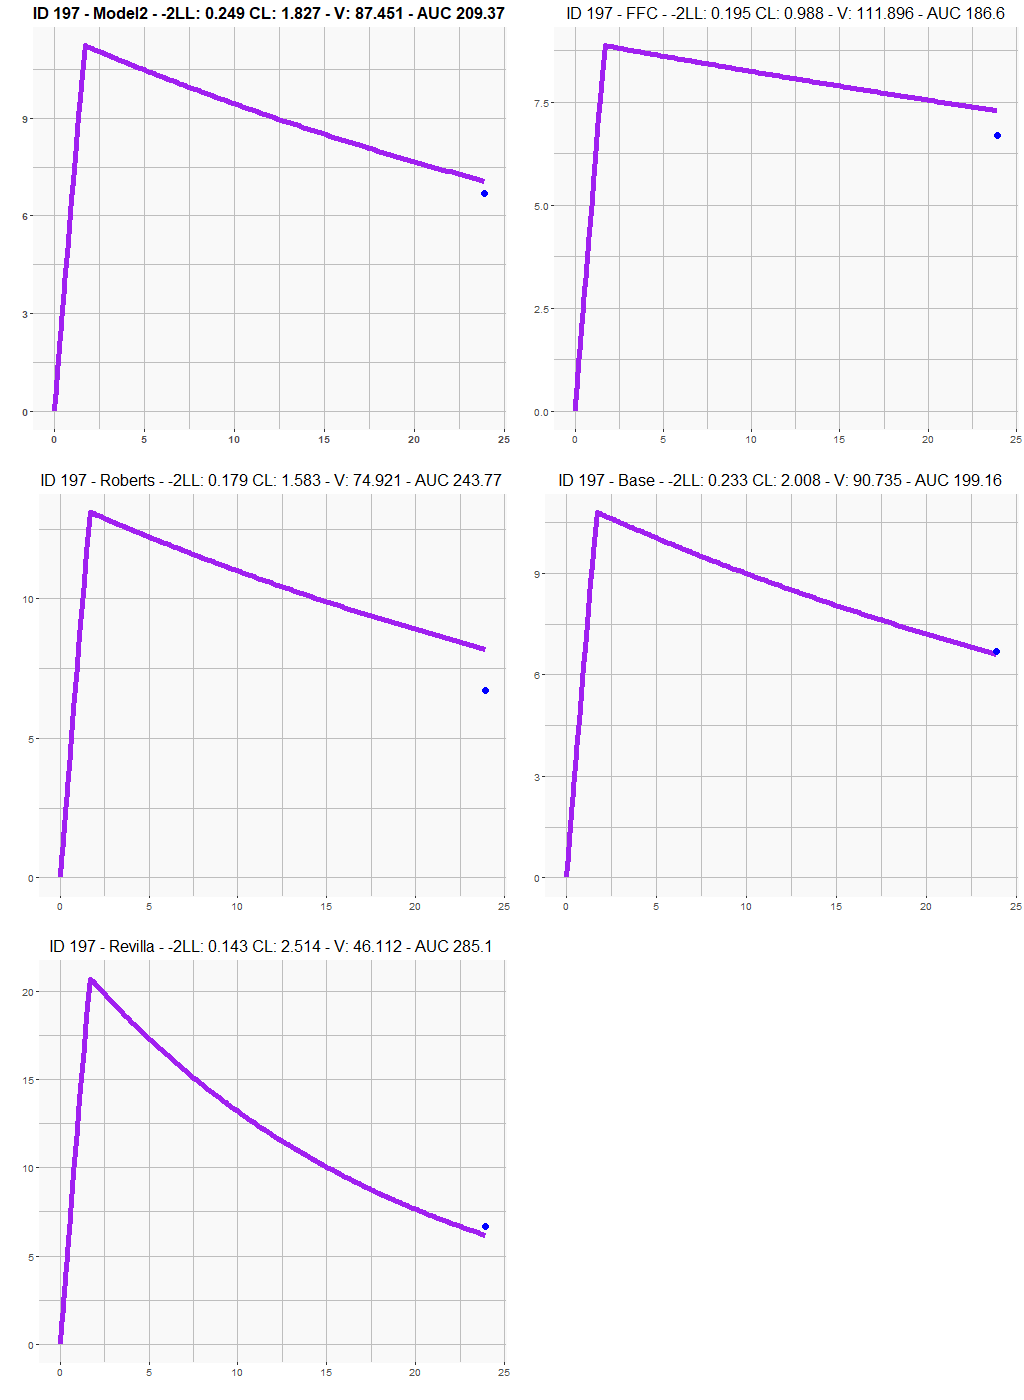 ID 197 - Model2 - -2LL: 0.249 CL: 1.827 - V: 87.451 - AUC 209.37
9
6
3
0
0 5 10 15 20 25
ID 197 - FFC - -2LL: 0.195 CL: 0.988 - V: 111.896 - AUC 186.6
7.5
5.0
2.5
0.0
0 5 10 15 20 25
ID 197 - Roberts - -2LL: 0.179 CL: 1.583 - V: 74.921 - AUC 243.77
10
5
0
0 5 10 15 20 25
ID 197 - Base - -2LL: 0.233 CL: 2.008 - V: 90.735 - AUC 199.16
9
6
3
0
0 5 10 15 20 25
ID 197 - Revilla - -2LL: 0.143 CL: 2.514 - V: 46.112 - AUC 285.1
20
15
10
5
0
0 5 10 15 20 25